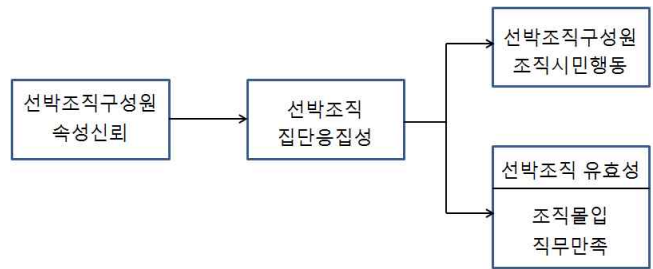 선박조직구성원
속성신뢰
선박조직
집단응집성
선박조직구성원
조직시민행동
선박조직 유효성
조직몰입
직무만족